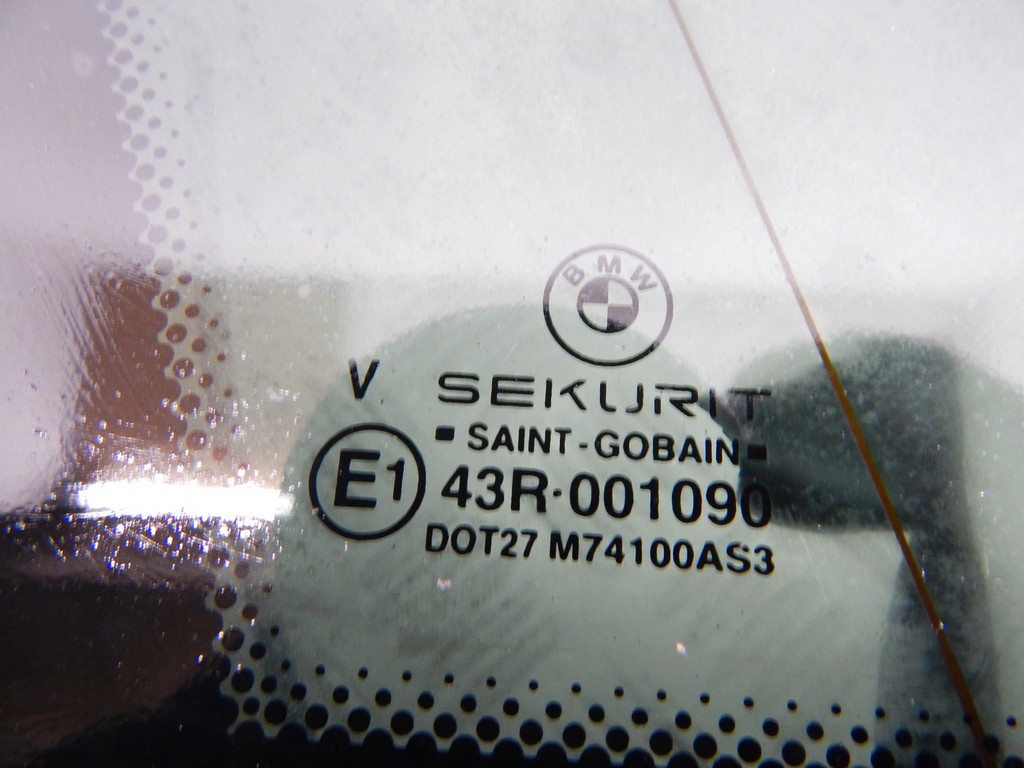 BMW
V
SEKURIT
SAINT-GOBAIN
E1
43R·001090
DOT27 M74100AS3